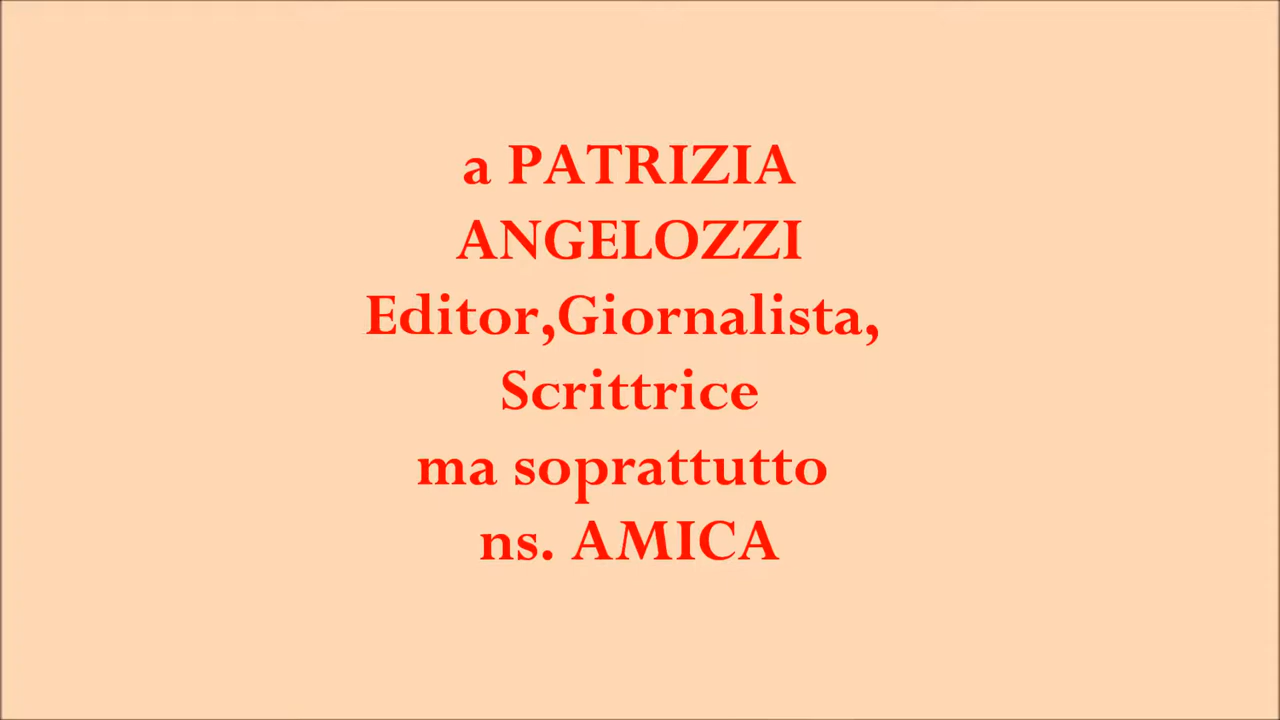 a PATRIZIA
ANGELOZZI
Editor,Giornalista,
Scrittrice
ma soprattutto
ns. AMICA